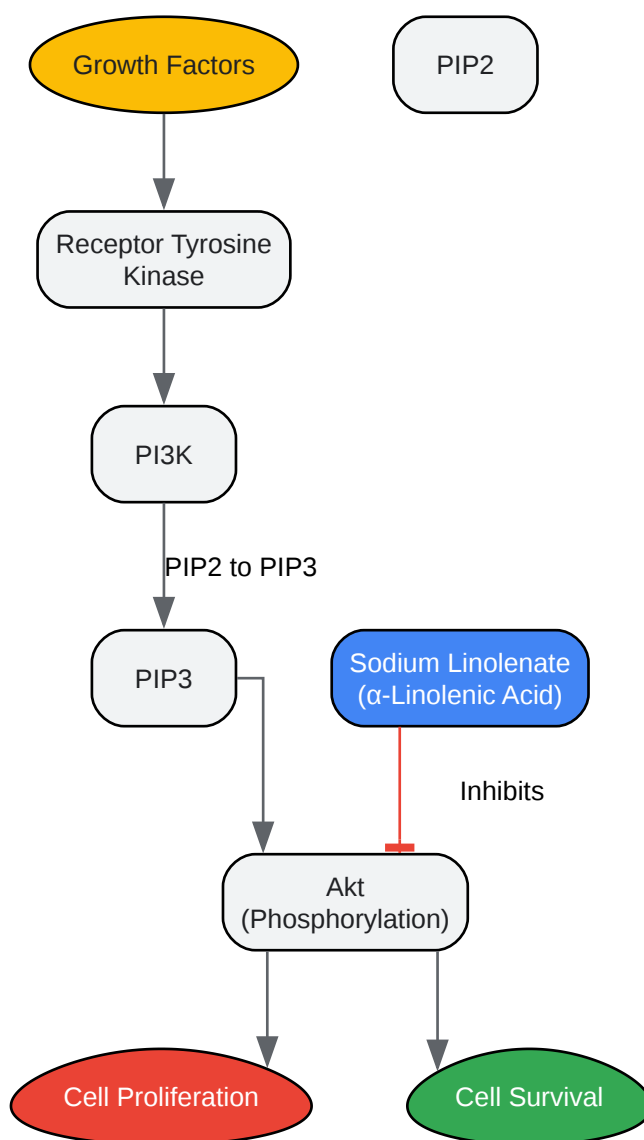 Growth Factors
PIP2
Receptor Tyrosine
Kinase
PI3K
PIP2 to PIP3
PIP3
Sodium Linolenate
(α-Linolenic Acid)
Inhibits
Akt
(Phosphorylation)
Cell Proliferation
Cell Survival